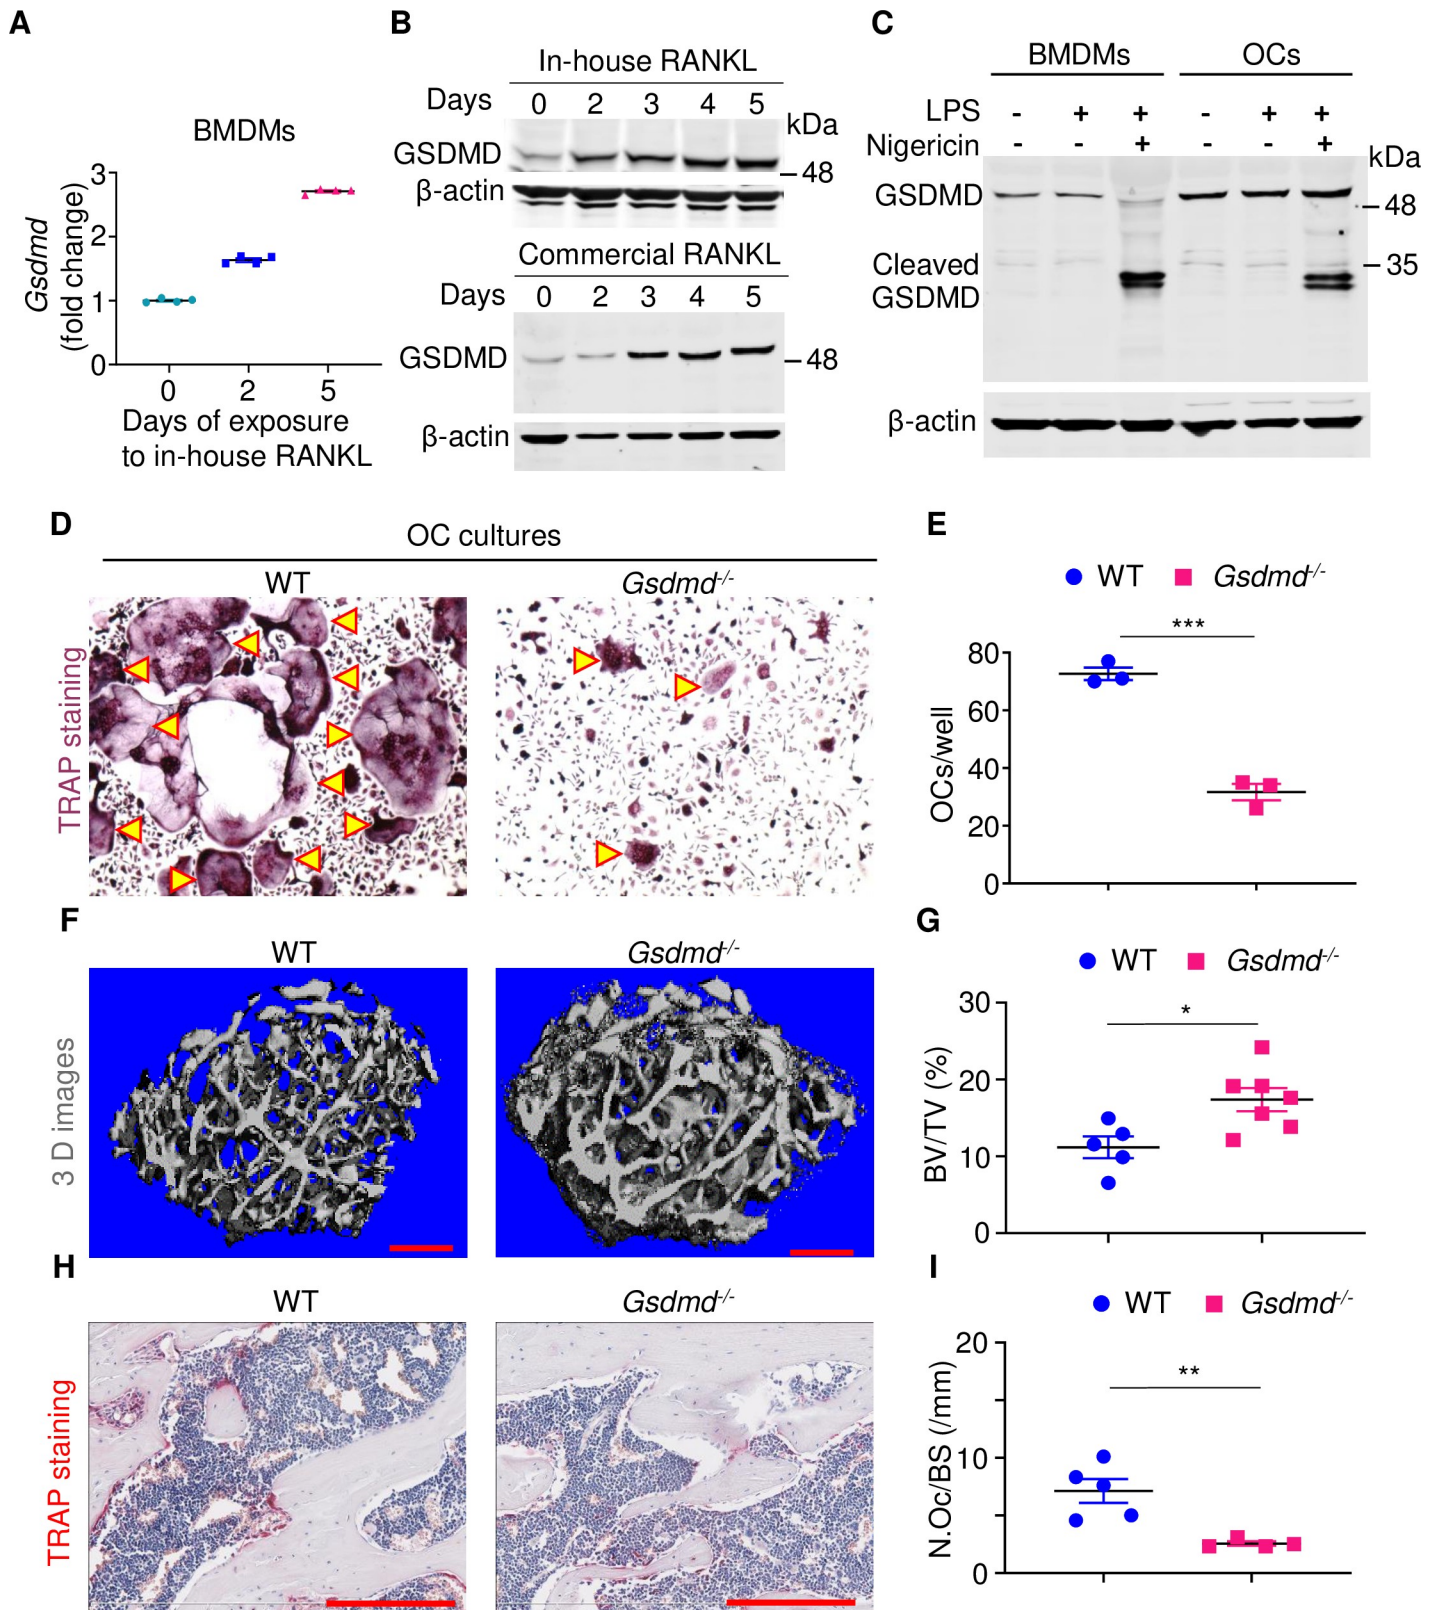 A
BMDMs
Gsdmd
(fold change)
3
2
1
0
0 2 5
Days of exposure
to in-house RANKL
B
In-house RANKL
Days 0 2 3 4 5
kDa
GSDMD
48
β-actin
Commercial RANKL
Days 0 2 3 4 5
GSDMD
48
β-actin
C
BMDMs OCs
LPS - + + - + +
Nigericin - - + - - +
kDa
GSDMD
48
Cleaved
GSDMD
35
β-actin
D
OC cultures
WT Gsdmd-/-
TRAP staining
E
WT Gsdmd-/-
***
OCs/well
80
60
40
20
0
F
WT Gsdmd-/-
3 D images
G
WT Gsdmd-/-
*
BV/TV (%)
30
20
10
0
H
WT Gsdmd-/-
TRAP staining
I
WT Gsdmd-/-
**
N.Oc/BS (/mm)
20
10
0